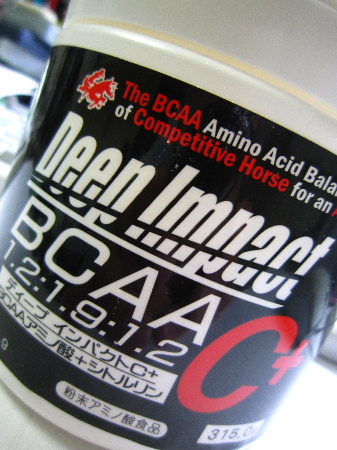 The BCAA Amino Acid Bala
of Competitive Horse for an A
Deep Impact
BCAA
1.2:1.9:1.2
C+
ディープ インパクトC+
BCAAアミノ酸+シトルリン
粉末アミノ酸食品
315.0
9